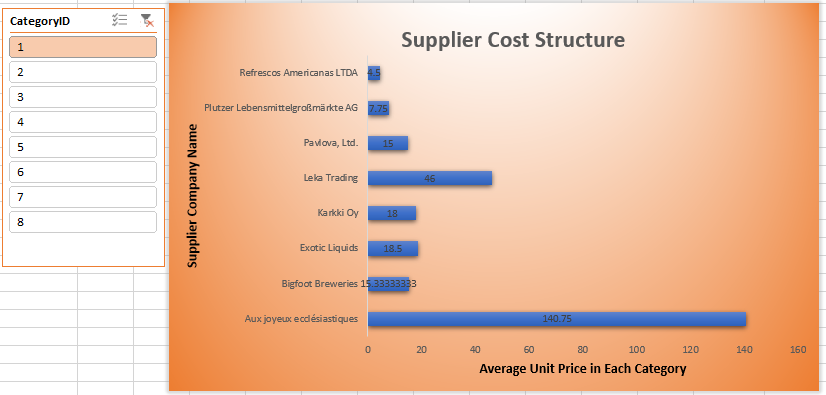 CategoryID
1
2
3
4
5
6
7
8
Supplier Cost Structure
Supplier Company Name
Refrescos Americanas LTDA 4.5
Plutzer Lebensmittelgroßmärkte AG 7.75
Pavlova, Ltd. 15
Leka Trading 46
Karkki Oy 18
Exotic Liquids 18.5
Bigfoot Breweries 15.33333333
Aux joyeux ecclésiastiques 140.75
0 20 40 60 80 100 120 140 160
Average Unit Price in Each Category